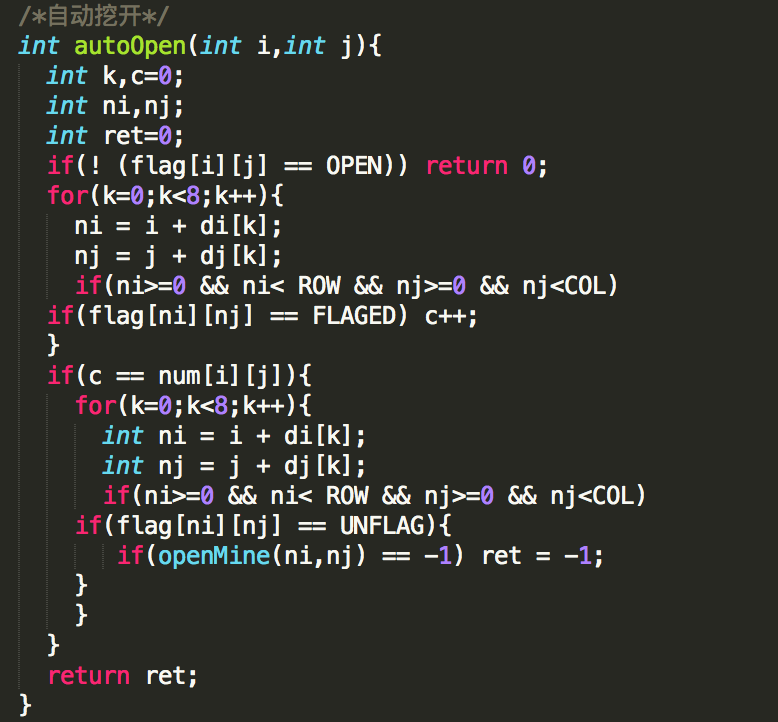 /*自动挖开*/
int autoOpen(int i,int j){
  int k,c=0;
  int ni,nj;
  int ret=0;
  if(! (flag[i][j] == OPEN)) return 0;
  for(k=0;k<8;k++){
    ni = i + di[k];
    nj = j + dj[k];
    if(ni>=0 && ni< ROW && nj>=0 && nj<COL)
  if(flag[ni][nj] == FLAGED) c++;
  }
  if(c == num[i][j]){
    for(k=0;k<8;k++){
      int ni = i + di[k];
      int nj = j + dj[k];
      if(ni>=0 && ni< ROW && nj>=0 && nj<COL)
    if(flag[ni][nj] == UNFLAG){
       if(openMine(ni,nj) == -1) ret = -1;
    }
    }
  }
  return ret;
}